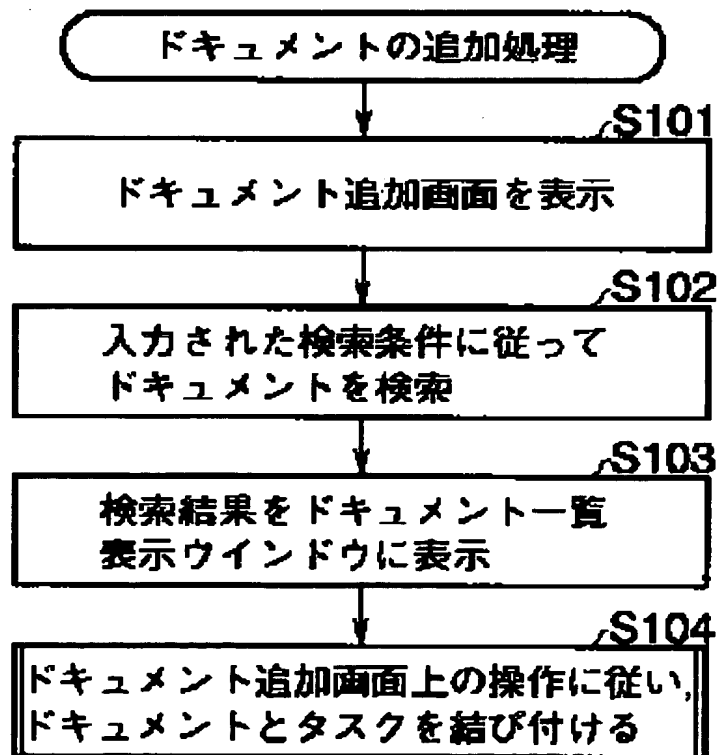 ドキュメントの追加処理
S101
ドキュメント追加画面を表示
S102
入力された検索条件に従って
ドキュメントを検索
S103
検索結果をドキュメント一覧
表示ウインドウに表示
S104
ドキュメント追加画面上の操作に従い,
ドキュメントとタスクを結び付ける